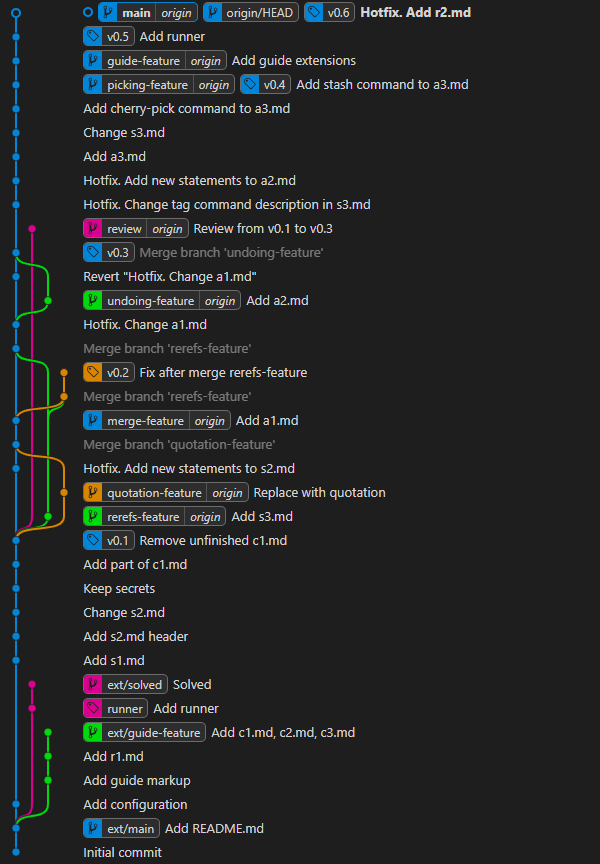 main origin origin/HEAD v0.6 Hotfix. Add r2.md
v0.5 Add runner
guide-feature origin Add guide extensions
picking-feature origin v0.4 Add stash command to a3.md
Add cherry-pick command to a3.md
Change s3.md
Add a3.md
Hotfix. Add new statements to a2.md
Hotfix. Change tag command description in s3.md
review origin Review from v0.1 to v0.3
v0.3 Merge branch 'undoing-feature'
Revert "Hotfix. Change a1.md"
undoing-feature origin Add a2.md
Hotfix. Change a1.md
Merge branch 'rerefs-feature'
v0.2 Fix after merge rerefs-feature
Merge branch 'rerefs-feature'
merge-feature origin Add a1.md
Merge branch 'quotation-feature'
Hotfix. Add new statements to s2.md
quotation-feature origin Replace with quotation
rerefs-feature origin Add s3.md
v0.1 Remove unfinished c1.md
Add part of c1.md
Keep secrets
Change s2.md
Add s2.md header
Add s1.md
ext/solved Solved
runner Add runner
ext/guide-feature Add c1.md, c2.md, c3.md
Add r1.md
Add guide markup
Add configuration
ext/main Add README.md
Initial commit